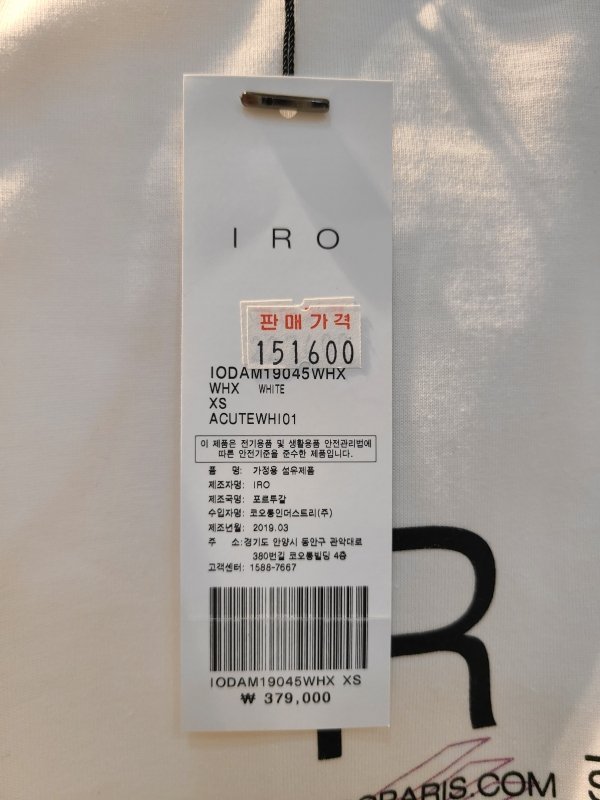 IRO
판매가격
151600
IODAM19045WHX
WHX WHITE
XS
ACUTEWHI01
이 제품은 전기용품 및 생활용품 안전관리법에
따른 안전기준을 준수한 제품입니다.
품 명: 가정용 섬유제품
제조자명: IRO
제조국명: 포르투갈
수입자명: 코오롱인더스트리(주)
제조년월: 2019.03
주 소:경기도 안양시 동안구 관악대로
380번길 코오롱빌딩 4층
고객센터: 1588-7667
IODAM19045WHX XS
₩ 379,000
R